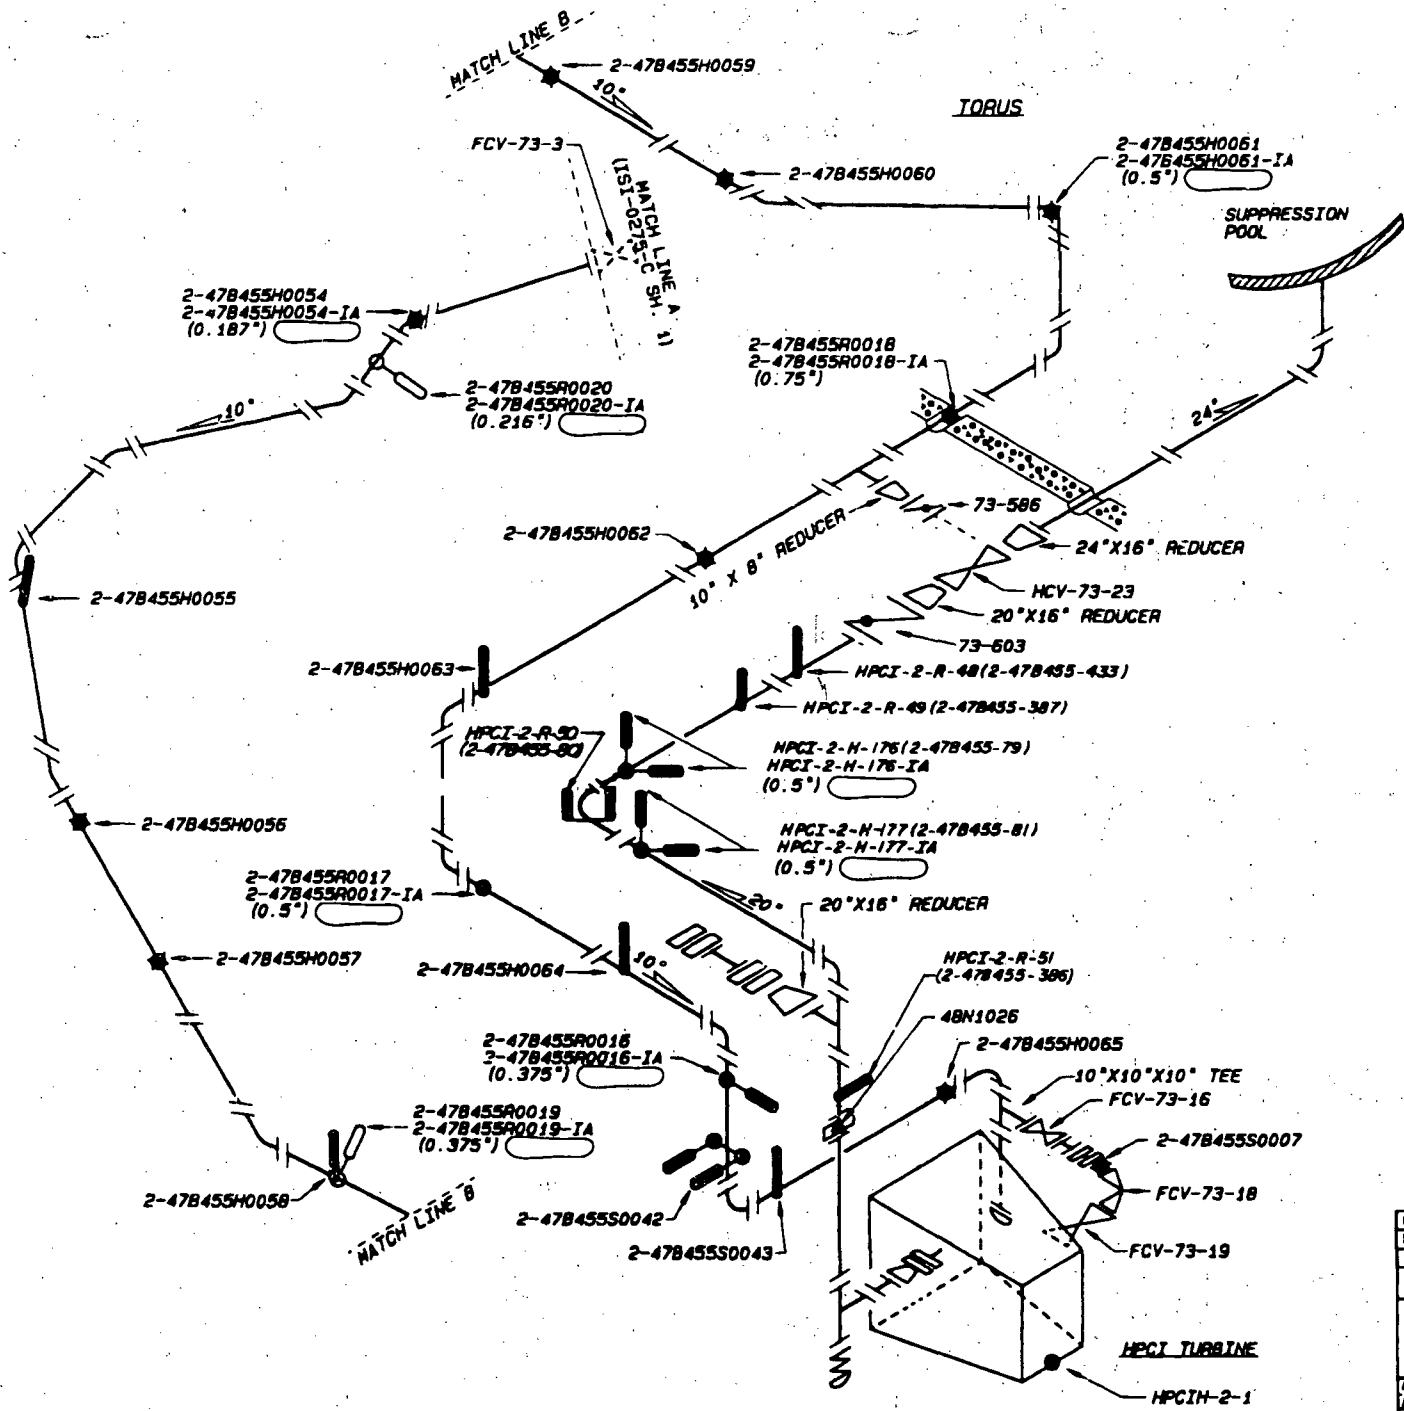 MATCH LINE B
2-47B455H0059
10"
TORUS
FCV-73-3
2-47B455H0060
2-47B455H0061
2-47B455H0061-IA
(0.5")
SUPPRESSION
POOL
MATCH LINE A
(ISI-0275-C SH. 1)
2-47B455H0054
2-47B455H0054-IA
(0.187")
2-47B455R0018
2-47B455R0018-IA
(0.75")
2-47B455R0020
2-47B455R0020-IA
(0.216")
10"
24"
73-586
2-47B455H0062
10" X 8" REDUCER
24"X16" REDUCER
HCV-73-23
2-47B455H0055
20"X16" REDUCER
73-603
2-47B455H0063
HPCI-2-R-48(2-47B455-433)
HPCI-2-R-49(2-47B455-387)
HPCI-2-R-50
(2-47B455-80)
HPCI-2-H-176(2-47B455-79)
HPCI-2-H-176-IA
(0.5")
2-47B455H0056
HPCI-2-H-177(2-47B455-81)
HPCI-2-H-177-IA
(0.5")
2-47B455R0017
2-47B455R0017-IA
(0.5")
20"
20"X16" REDUCER
2-47B455H0057
2-47B455H0064
10"
HPCI-2-R-51
(2-47B455-386)
48N1026
2-47B455R0016
2-47B455R0016-IA
(0.375")
2-47B455H0065
10"X10"X10" TEE
FCV-73-16
2-47B455R0019
2-47B455R0019-IA
(0.375")
2-47B455S0007
2-47B455H0058
FCV-73-18
MATCH LINE B
2-47B455S0042
2-47B455S0043
FCV-73-19
HPCI TURBINE
HPCIH-2-1